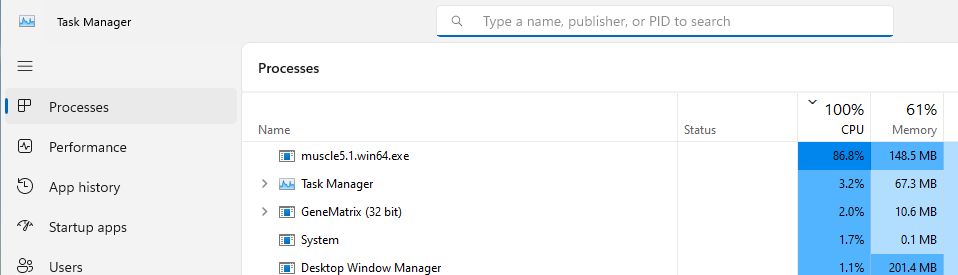 Task Manager
Type a name, publisher, or PID to search
Processes
Performance
App history
Startup apps
Users
Processes
100% 61%
Name Status CPU Memory
muscle5.1.win64.exe 86.8% 148.5 MB
Task Manager 3.2% 67.3 MB
GeneMatrix (32 bit) 2.0% 10.6 MB
System 1.7% 0.1 MB
Desktop Window Manager 1.1% 201.4 MB